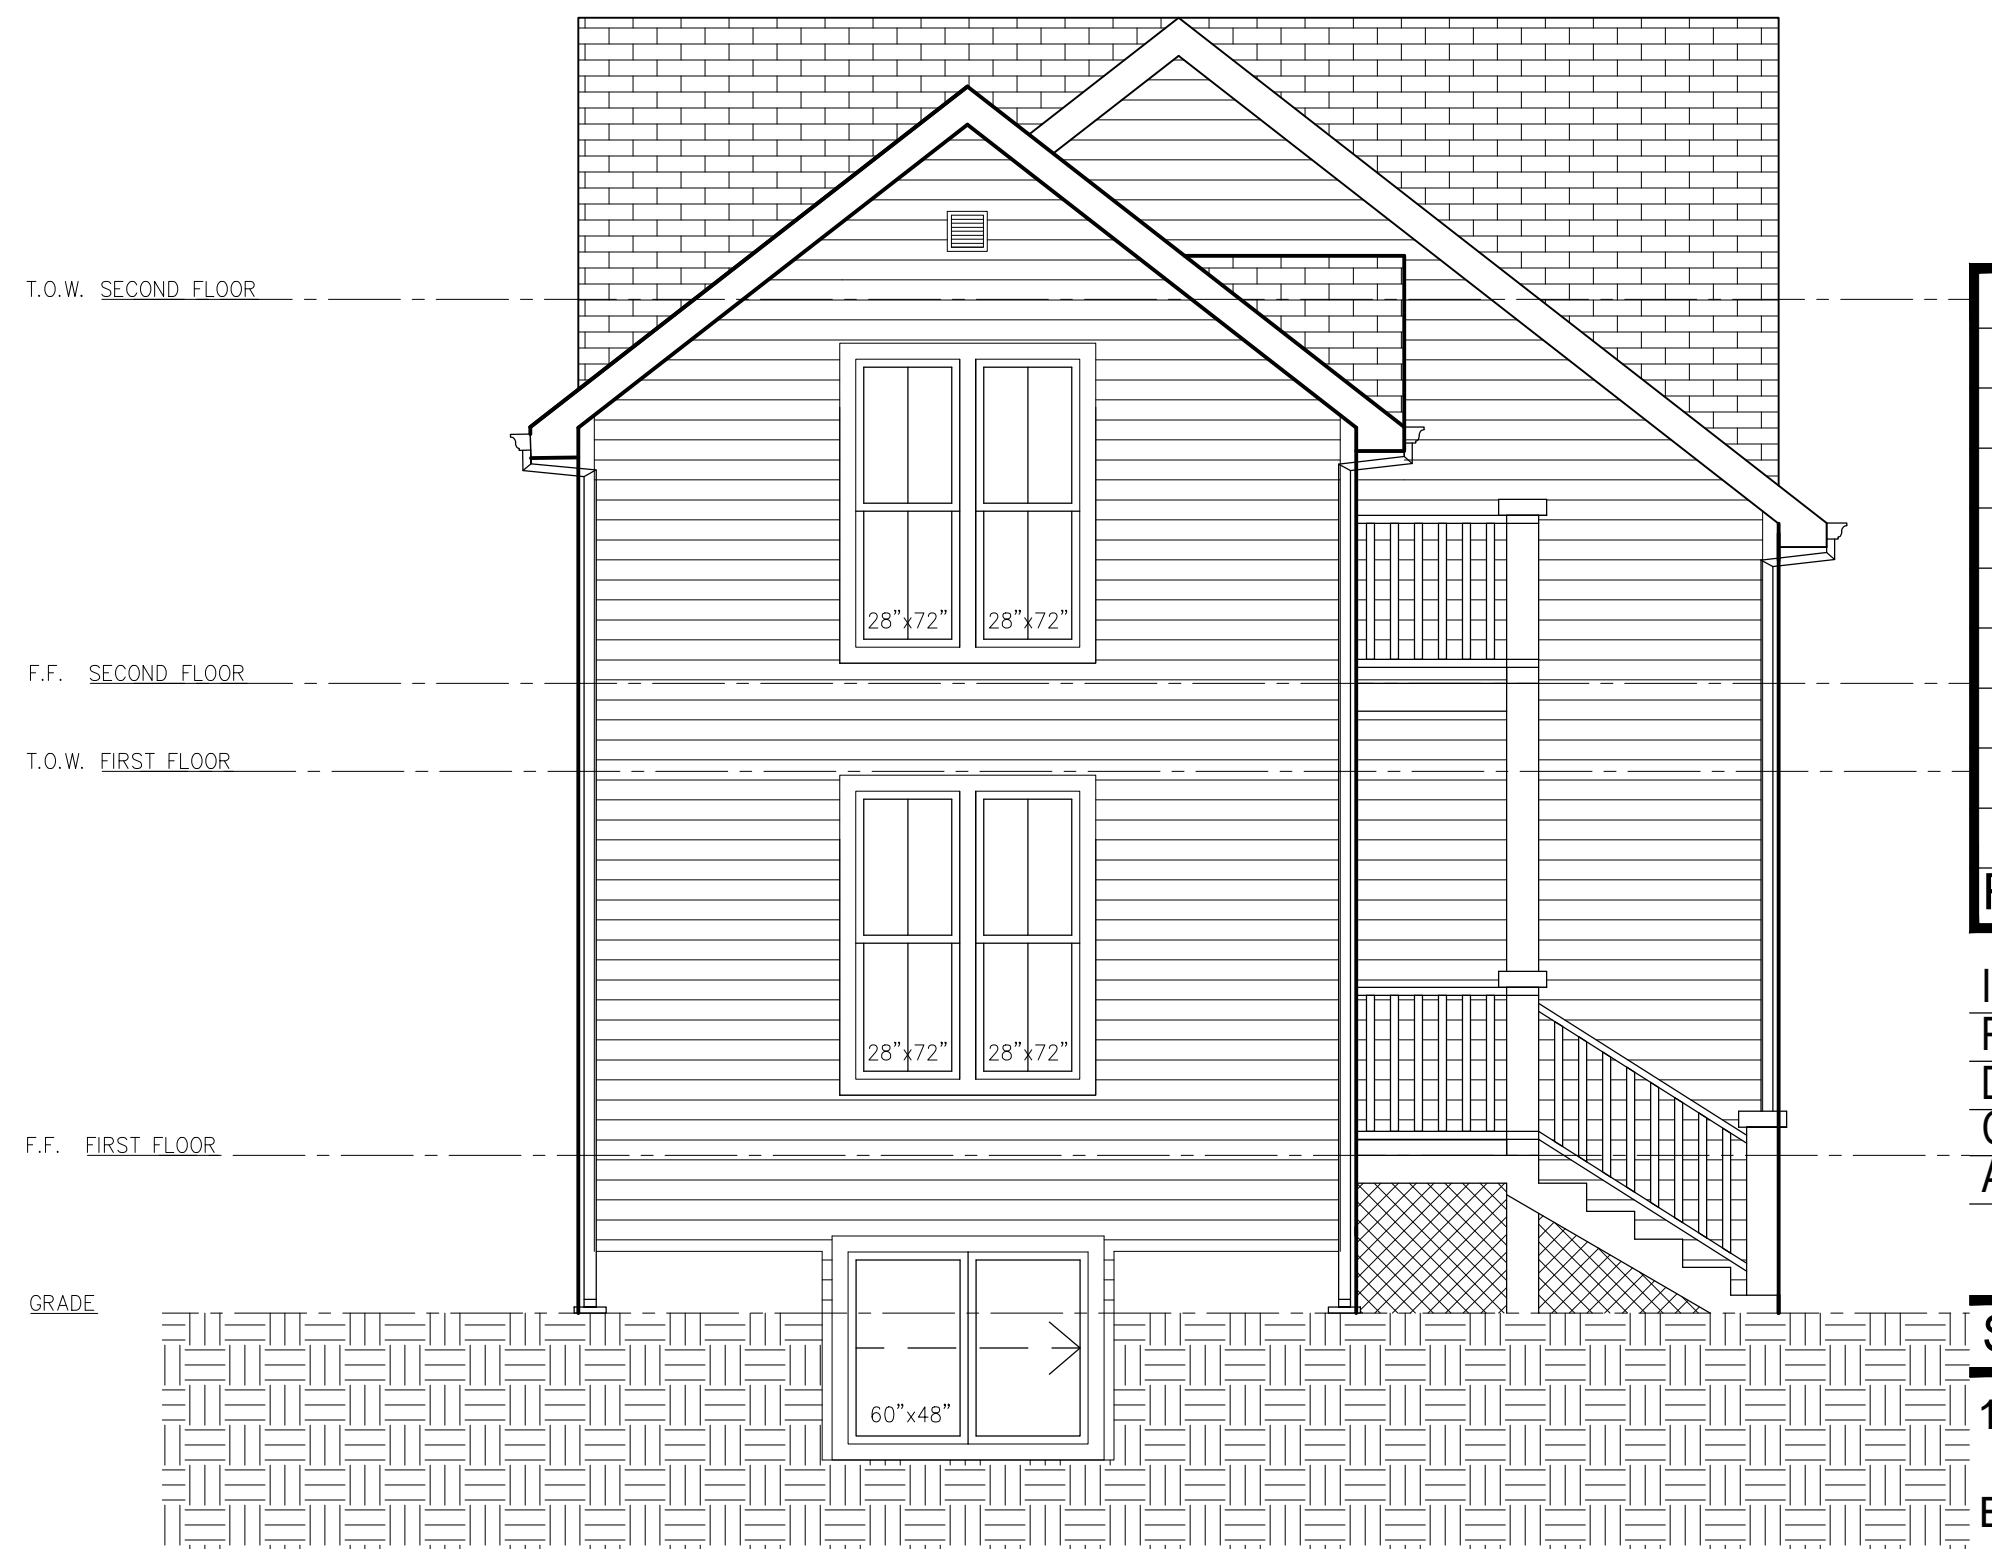 T.O.W. SECOND FLOOR
28”x72” 28”x72”
F.F. SECOND FLOOR
T.O.W. FIRST FLOOR
28”x72” 28”x72”
F.F. FIRST FLOOR
GRADE
60”x48”